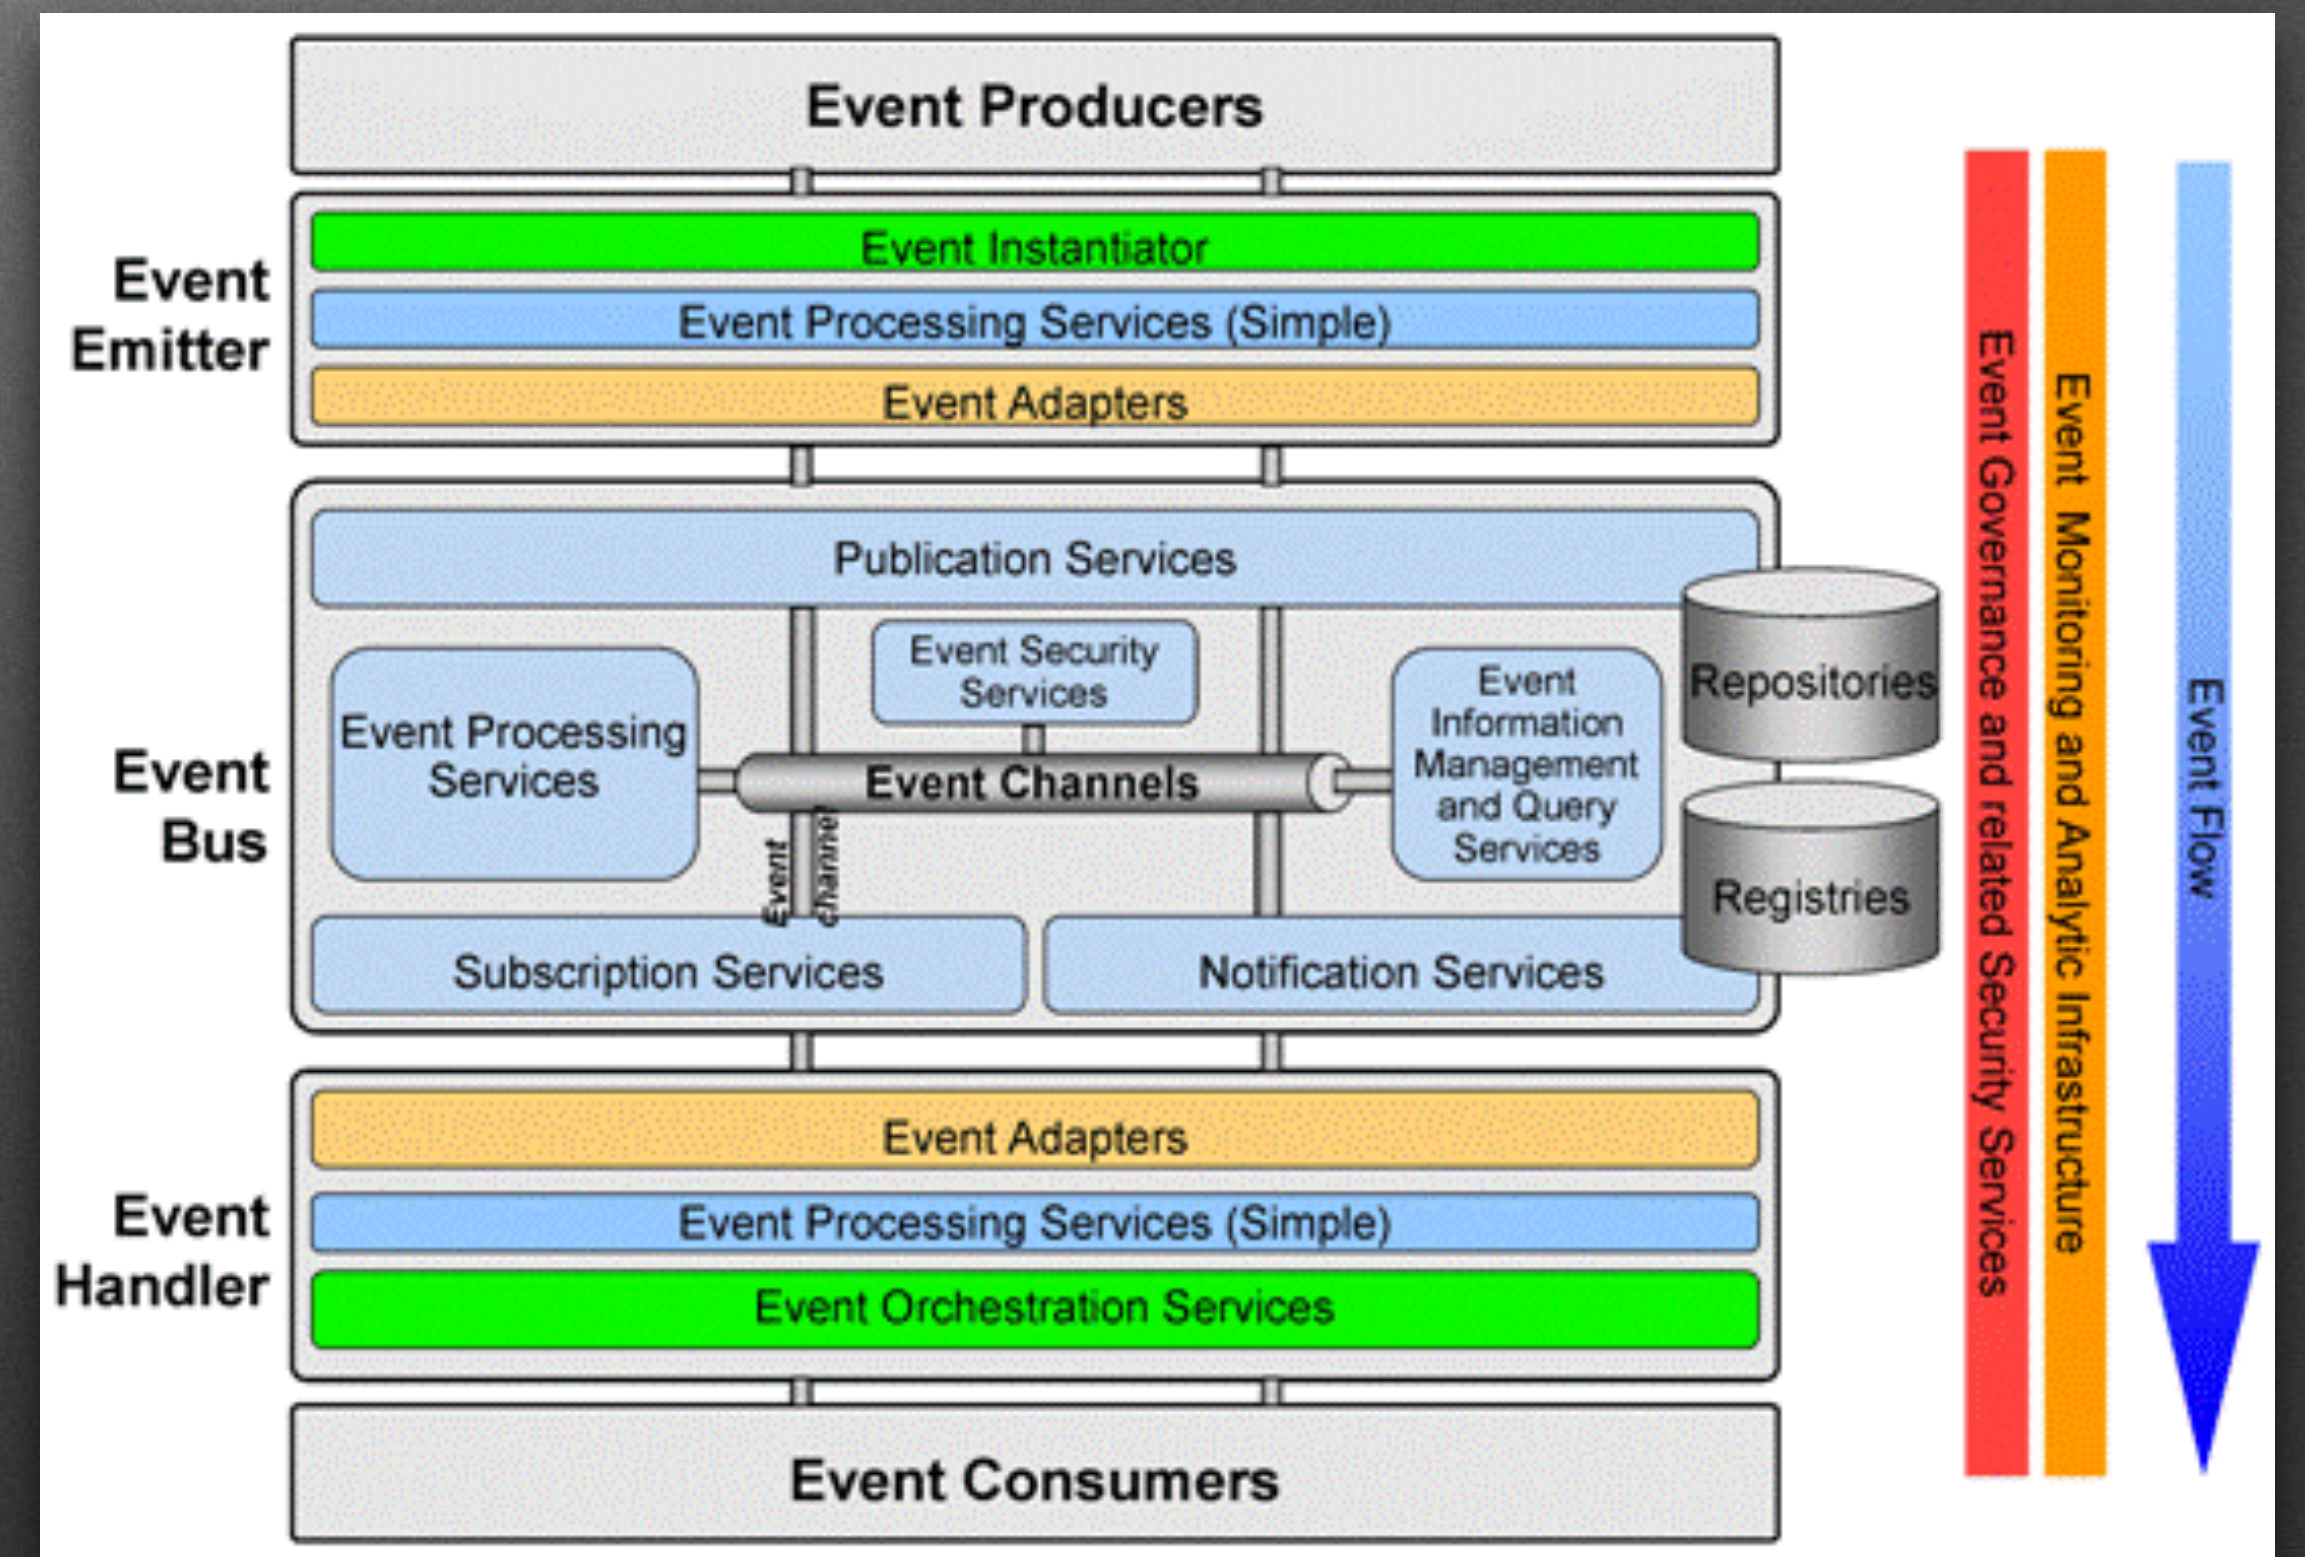 Event Producers
Event
Emitter
Event Instantiator
Event Processing Services (Simple)
Event Adapters
Event
Bus
Publication Services
Event Security
Services
Event Processing
Services
Event Channels
Event
channel
Event
Information
Management
and Query
Services
Repositories
Registries
Subscription Services
Notification Services
Event
Handler
Event Adapters
Event Processing Services (Simple)
Event Orchestration Services
Event Consumers
Event Governance and related Security Services
Event Monitoring and Analytic Infrastructure
Event Flow